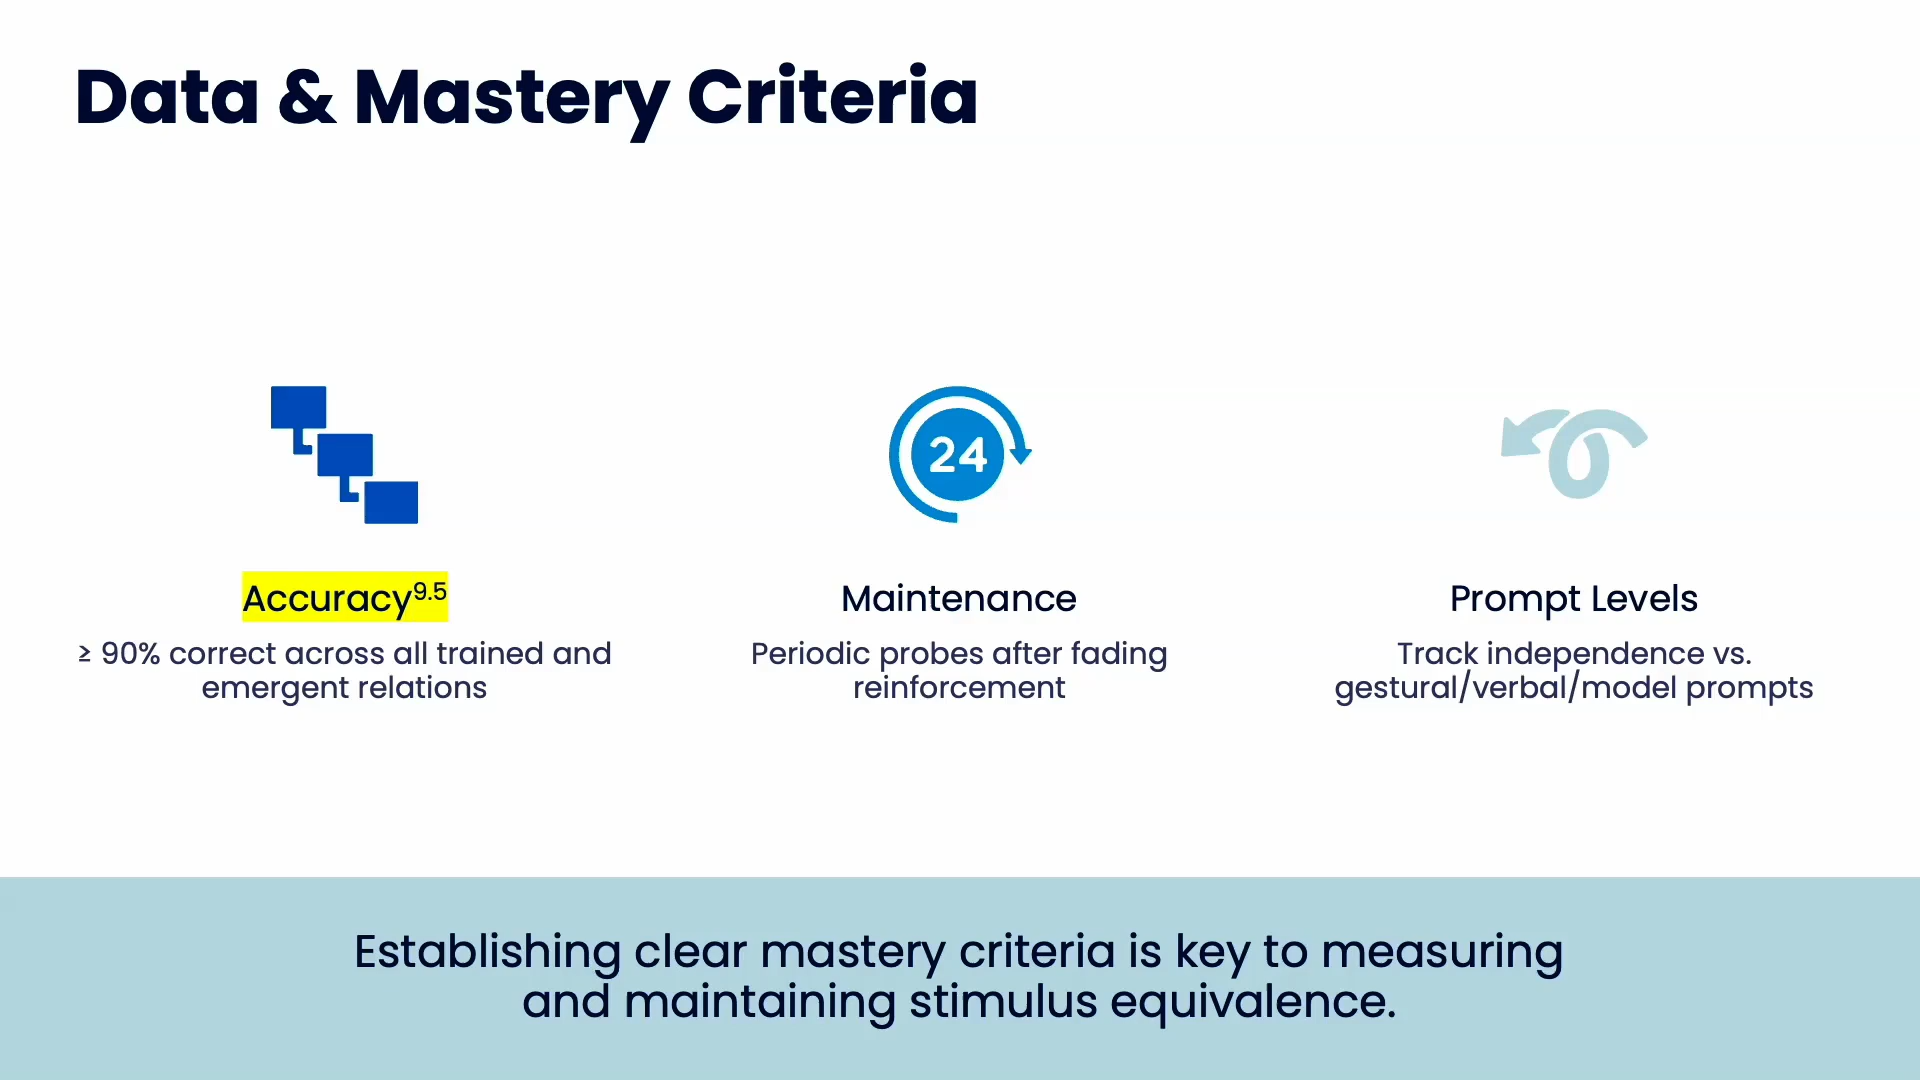 Data & Mastery Criteria
24
Accuracy9.5
≥ 90% correct across all trained and
emergent relations
Maintenance
Periodic probes after fading
reinforcement
Prompt Levels
Track independence vs.
gestural/verbal/model prompts
Establishing clear mastery criteria is key to measuring
and maintaining stimulus equivalence.